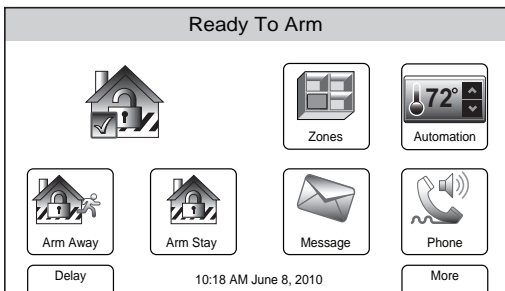 Ready To Arm
72°
Zones
Automation
Arm Away
Arm Stay
Message
Phone
Delay
10:18 AM June 8, 2010
More